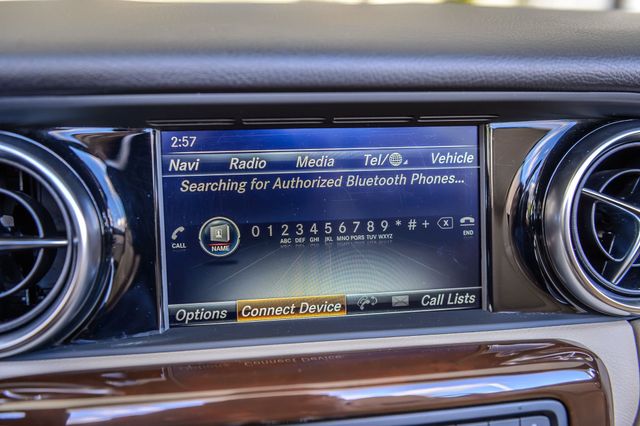 2:57
Navi Radio Media Tel/ Vehicle
Searching for Authorized Bluetooth Phones...
CALL NAME 0 1 2 3 4 5 6 7 8 9 * # + END
ABC DEF GHI JKL MNO PQRS TUV WXYZ
Options Connect Device Call Lists
Connect Device